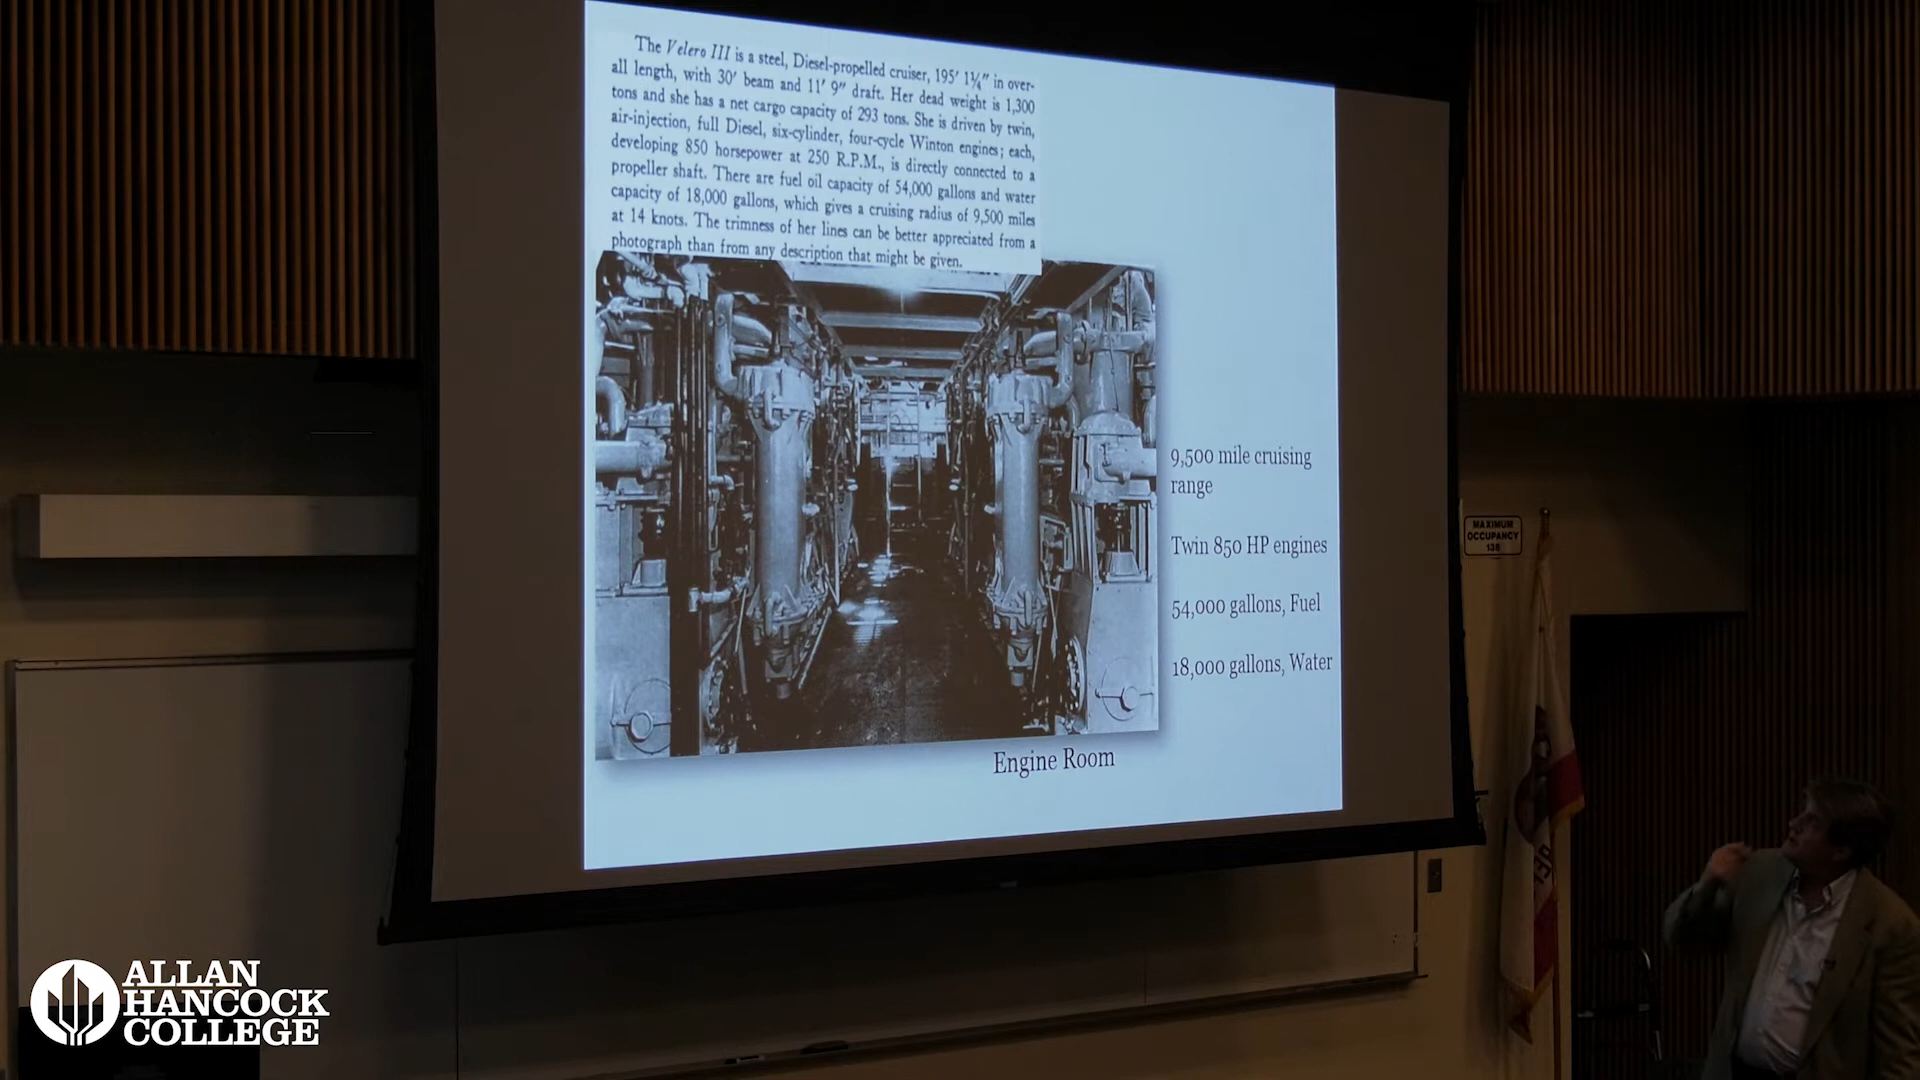 The Velero III is a steel, Diesel-propelled cruiser, 195' 1¼" in over-
all length, with 30' beam and 11' 9" draft. Her dead weight is 1,300
tons and she has a net cargo capacity of 293 tons. She is driven by twin,
air-injection, full Diesel, six-cylinder, four-cycle Winton engines; each,
developing 850 horsepower at 250 R.P.M., is directly connected to a
propeller shaft. There are fuel oil capacity of 54,000 gallons and water
capacity of 18,000 gallons, which gives a cruising radius of 9,500 miles
at 14 knots. The trimness of her lines can be better appreciated from a
photograph than from any description that might be given.
9,500 mile cruising
range
Twin 850 HP engines
54,000 gallons, Fuel
18,000 gallons, Water
Engine Room
MAXIMUM
OCCUPANCY
138
ALLAN
HANCOCK
COLLEGE